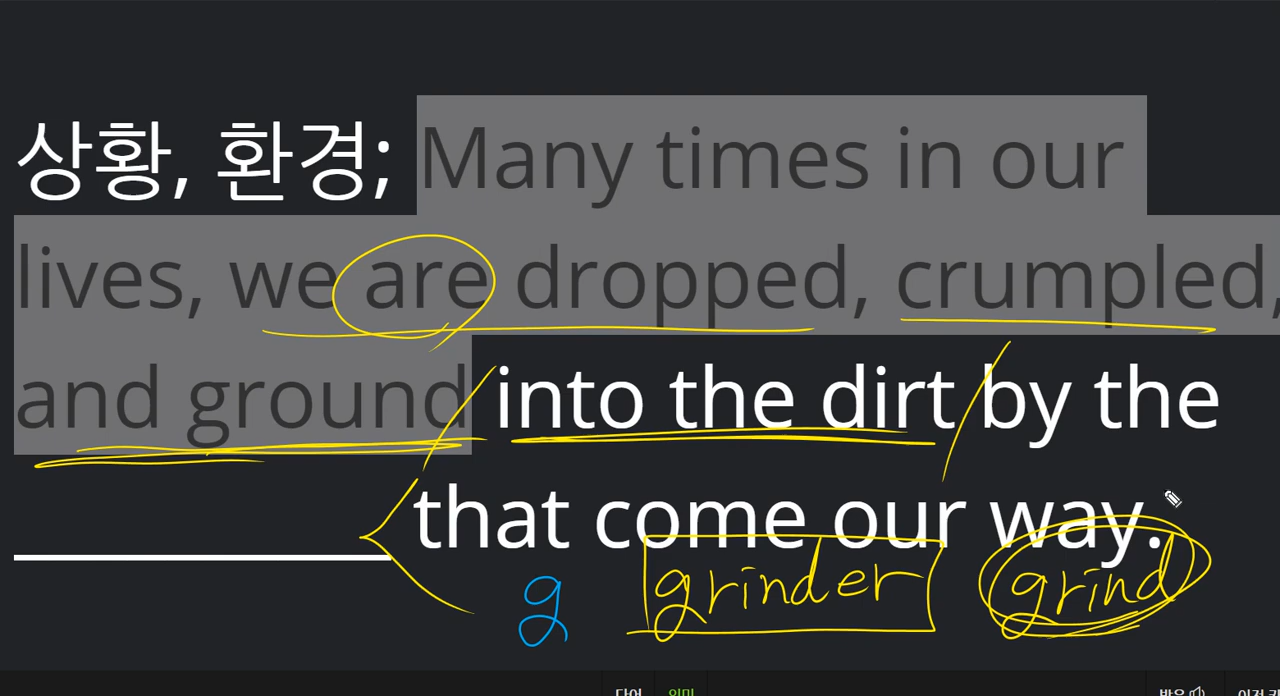 상황, 환경; Many times in our
lives, we are dropped, crumpled,
and ground into the dirt by the
that come our way.
g grinder grind